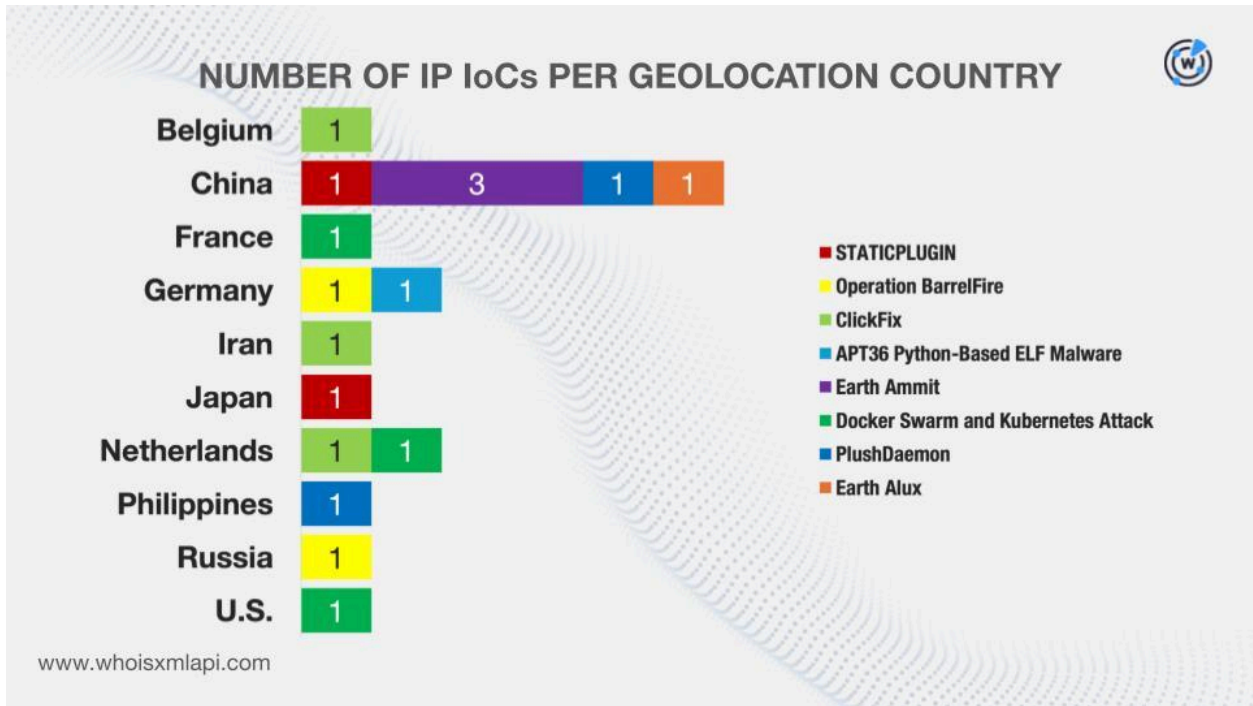 NUMBER OF IP IoCs PER GEOLOCATION COUNTRY
w
Belgium 1
China 1 3 1 1
France 1
Germany 1 1
Iran 1
Japan 1
Netherlands 1 1
Philippines 1
Russia 1
U.S. 1
STATICPLUGIN
Operation BarrelFire
ClickFix
APT36 Python-Based ELF Malware
Earth Ammit
Docker Swarm and Kubernetes Attack
PlushDaemon
Earth Alux
www.whoisxmlapi.com